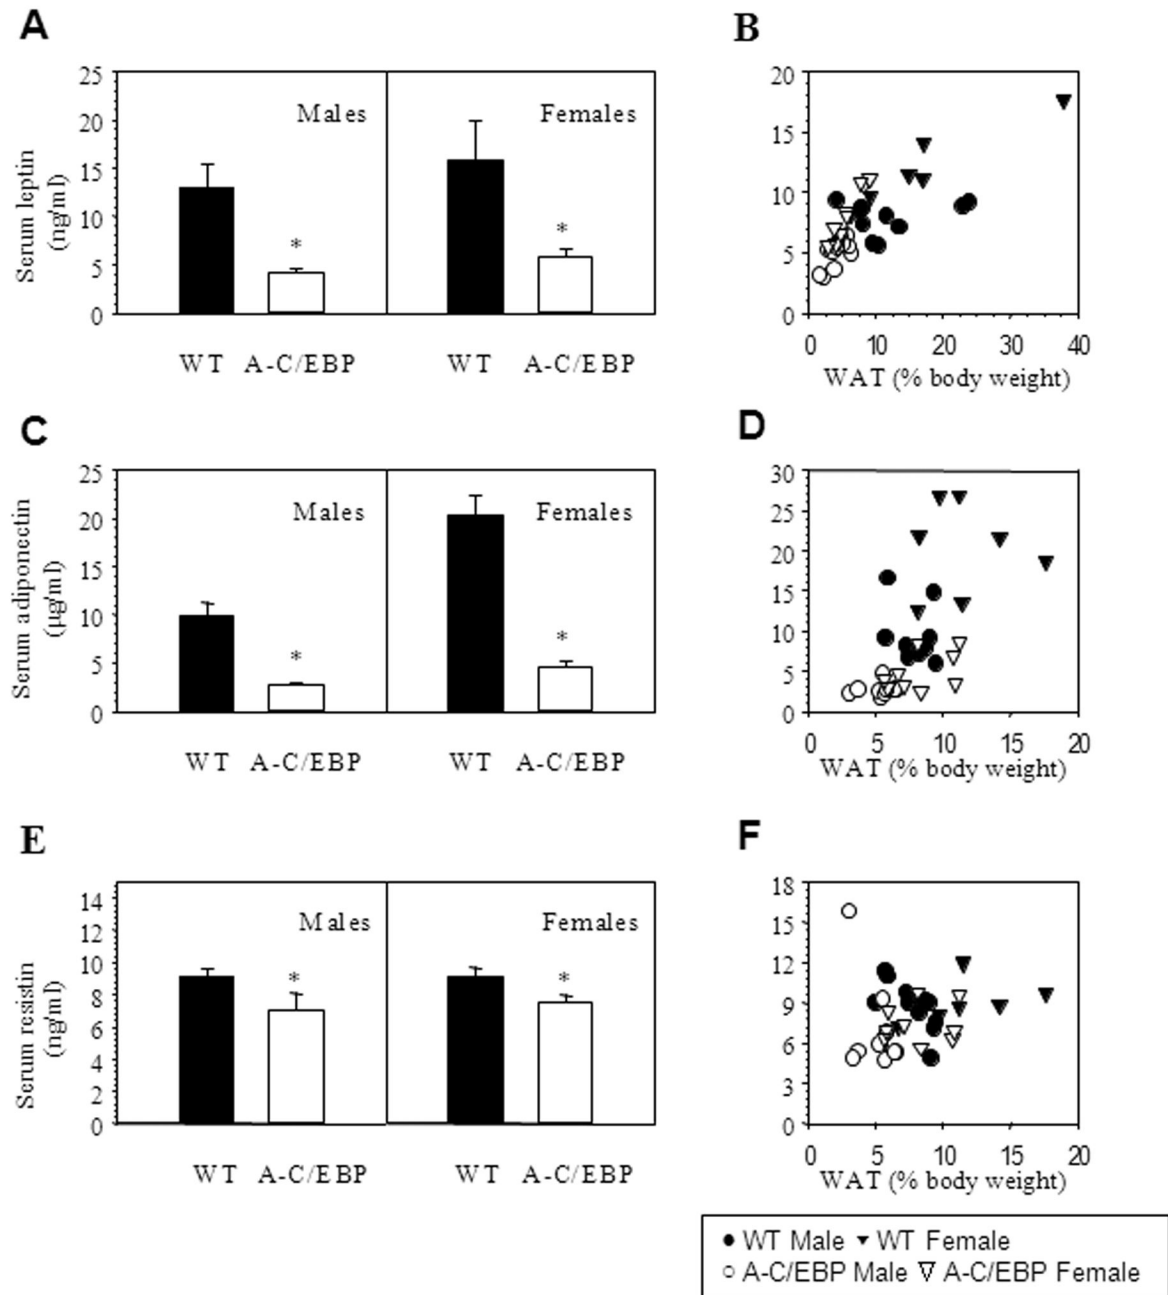 A
Serum leptin
(ng/ml)
25
20
15
10
5
0
Males
Females
*
*
WT A-C/EBP
WT A-C/EBP
B
20
15
10
5
0
0 10 20 30 40
WAT (% body weight)
C
Serum adiponectin
(µg/ml)
25
20
15
10
5
0
Males
Females
*
*
WT A-C/EBP
WT A-C/EBP
D
30
25
20
15
10
5
0
0 5 10 15 20
WAT (% body weight)
E
Serum resistin
(ng/ml)
14
12
10
8
6
4
2
0
Males
Females
*
*
WT A-C/EBP
WT A-C/EBP
F
18
15
12
9
6
3
0
0 5 10 15 20
WAT (% body weight)
● WT Male ▼ WT Female
○ A-C/EBP Male ▽ A-C/EBP Female